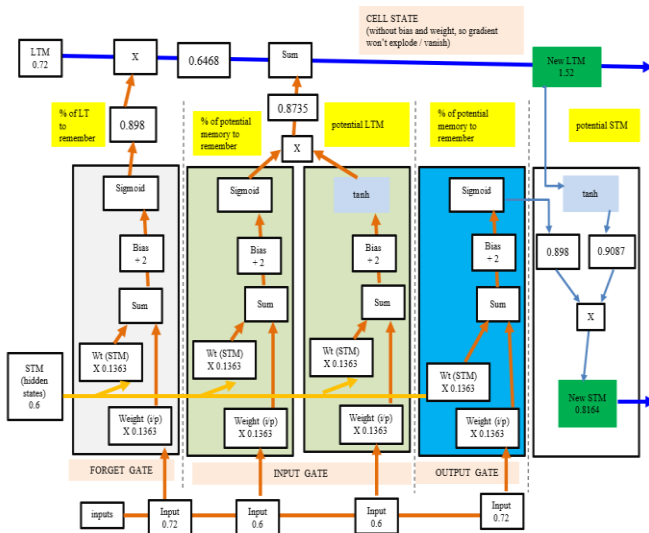 CELL STATE
(without bias and weight, so gradient
won't explode / vanish)
LTM
0.72
X
0.6468
Sum
New LTM
1.52
% of LT
to
remember
0.898
% of potential
memory to
remember
0.8735
potential LTM
X
% of potential
memory to
remember
potential STM
Sigmoid
Sigmoid
tanh
Sigmoid
tanh
Bias
+ 2
Bias
+ 2
Bias
+ 2
Bias
+ 2
0.898
0.9087
Sum
Sum
Sum
Sum
X
Wt (STM)
X 0.1363
Wt (STM)
X 0.1363
Wt (STM)
X 0.1363
Wt (STM)
X 0.1363
STM
(hidden
states)
0.6
New STM
0.8164
Weight (i/p)
X 0.1363
Weight (i/p)
X 0.1363
Weight (i/p)
X 0.1363
Weight (i/p)
X 0.1363
FORGET GATE
INPUT GATE
OUTPUT GATE
inputs
Input
0.72
Input
0.6
Input
0.6
Input
0.72